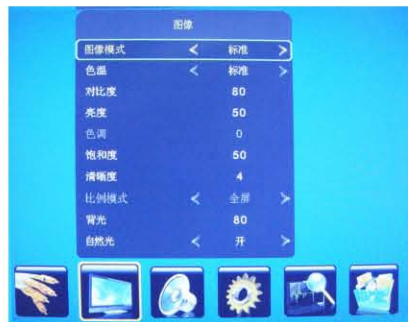 图像
图像模式 < 标准 >
色温 < 标准 >
对比度 80
亮度 50
色调 0
饱和度 50
清晰度 4
比例模式 < 全屏 >
背光 80
自然光 < 开 >